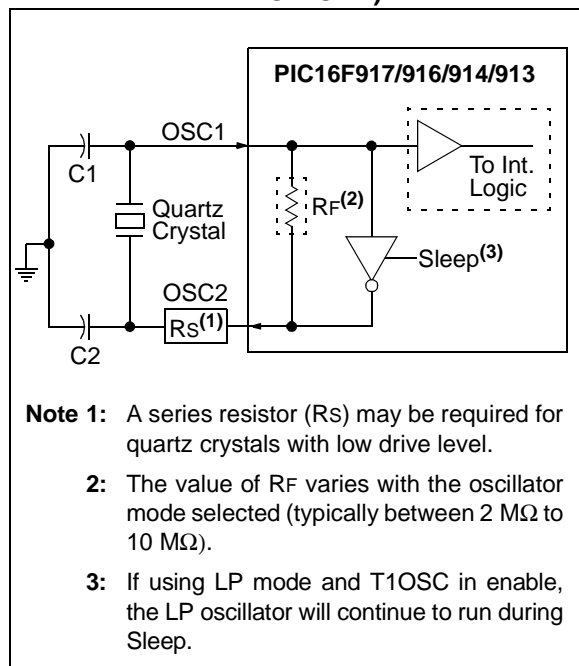 PIC16F917/916/914/913
OSC1
C1
To Int.
Logic
Quartz
Crystal
RF(2)
Sleep(3)
OSC2
RS(1)
C2
Note 1: A series resistor (RS) may be required for
quartz crystals with low drive level.
2: The value of RF varies with the oscillator
mode selected (typically between 2 MΩ to
10 MΩ).
3: If using LP mode and T1OSC in enable,
the LP oscillator will continue to run during
Sleep.